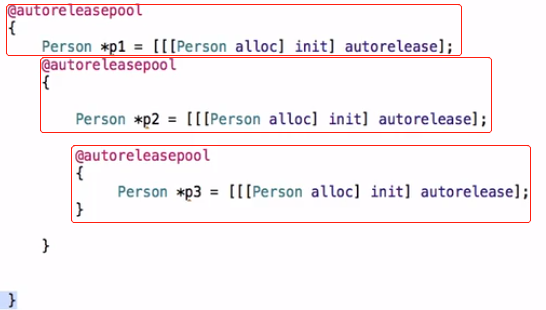 @autoreleasepool
{
Person *p1 = [[[Person alloc] init] autorelease];
@autoreleasepool
{
Person *p2 = [[[Person alloc] init] autorelease];
@autoreleasepool
{
Person *p3 = [[[Person alloc] init] autorelease];
}
}
}